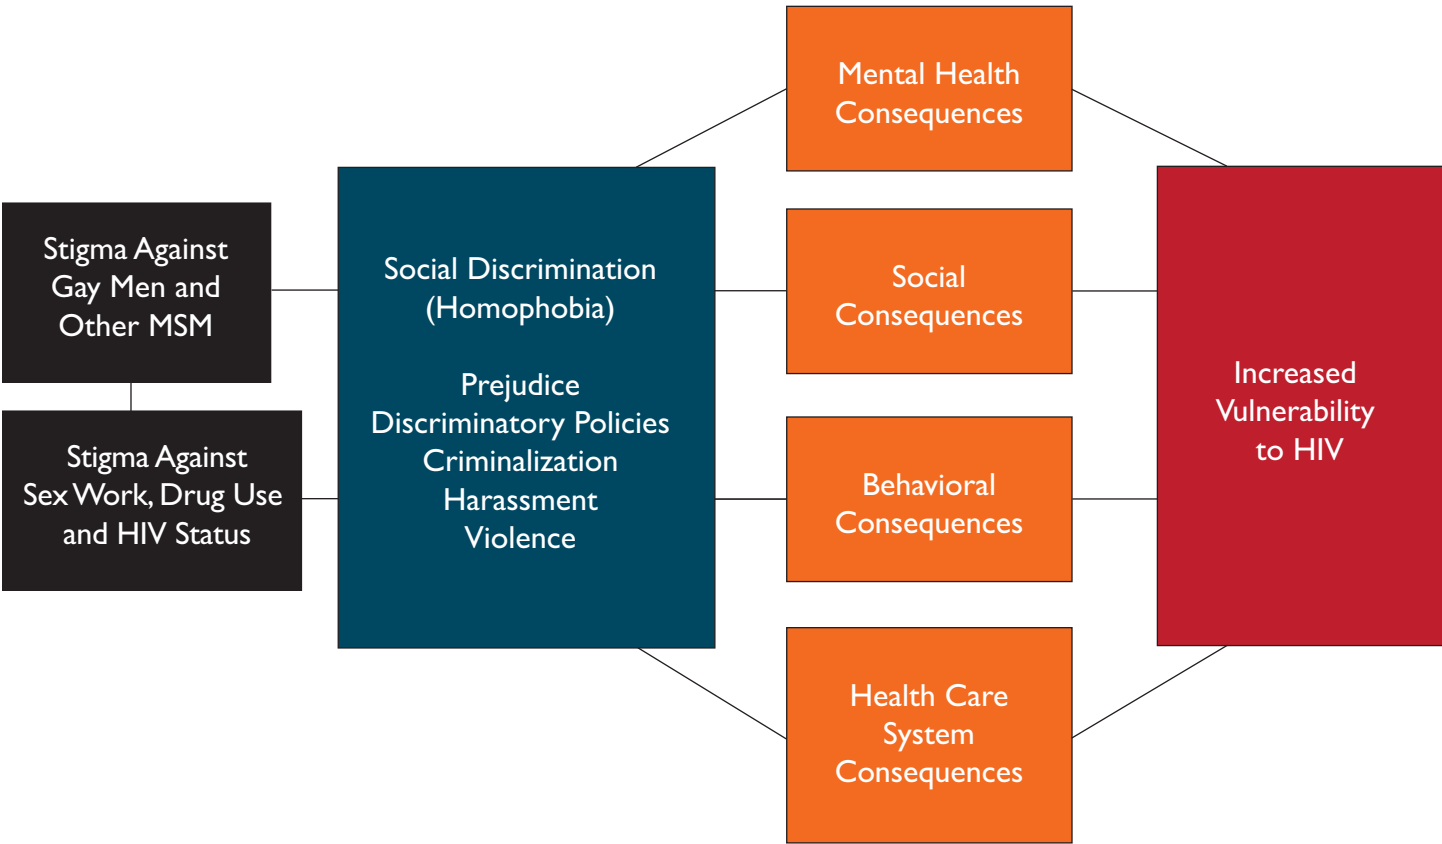 Stigma Against
Gay Men and
Other MSM
Stigma Against
Sex Work, Drug Use
and HIV Status
Social Discrimination
(Homophobia)
Prejudice
Discriminatory Policies
Criminalization
Harassment
Violence
Mental Health
Consequences
Social
Consequences
Behavioral
Consequences
Health Care
System
Consequences
Increased
Vulnerability
to HIV